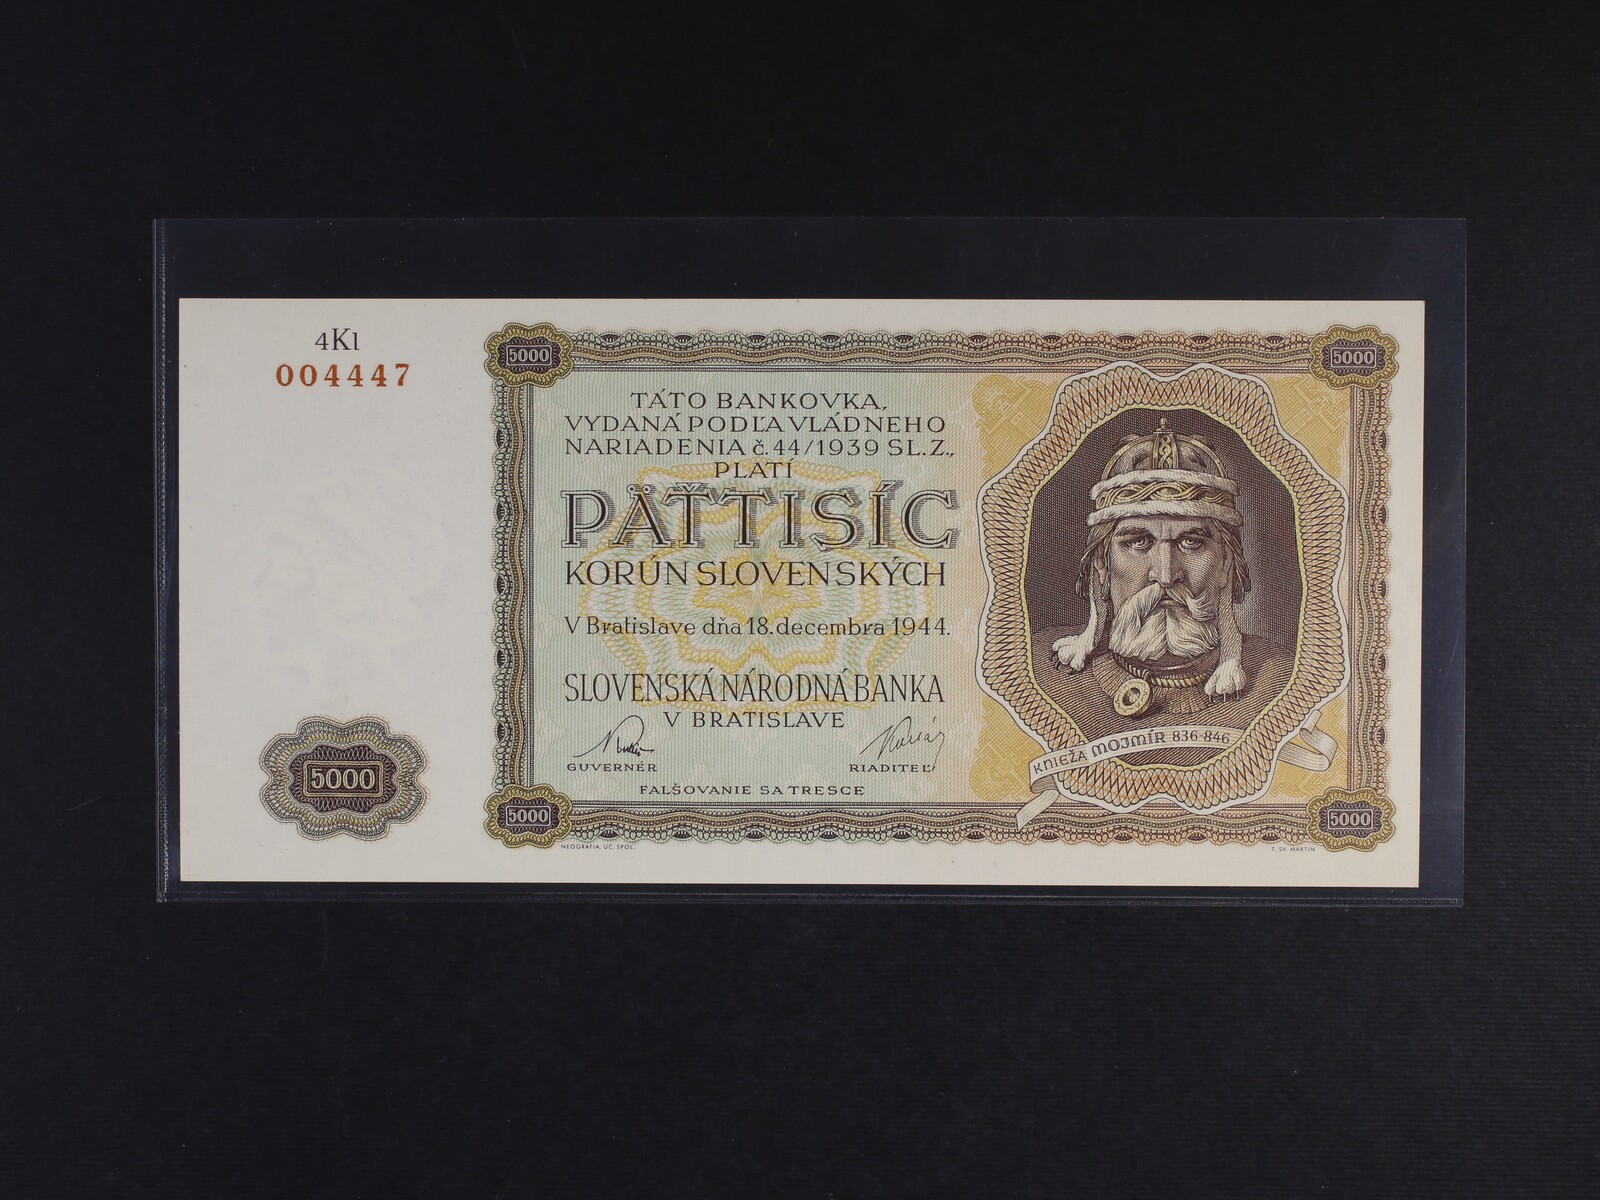 4Kl
004447
5000
5000
TÁTO BANKOVKA,
VYDANÁ PODĽA VLÁDNEHO
NARIADENIA č. 44/1939 SL. Z.,
PLATÍ
PÄŤTISÍC
KORÚN SLOVENSKÝCH
V Bratislave dňa 18. decembra 1944.
SLOVENSKÁ NÁRODNÁ BANKA
V BRATISLAVE
GUVERNÉR
RIADITEĽ
FALŠOVANIE SA TRESCE
KNIEŽA MOJMÍR 836-846
5000
5000
5000
NEOGRAFIA, UČ. SPOL.
T. SV. MARTIN